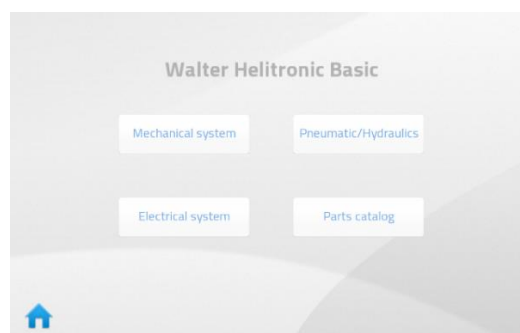 Walter Helitronic Basic
Mechanical system
Pneumatic/Hydraulics
Electrical system
Parts catalog